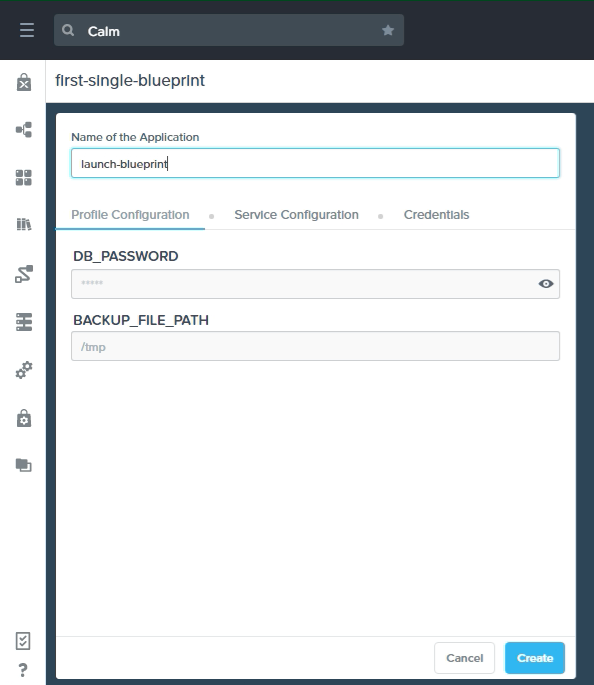 Calm
first-single-blueprint
Name of the Application
launch-blueprint
Profile Configuration
Service Configuration
Credentials
DB_PASSWORD
*****
BACKUP_FILE_PATH
/tmp
?
Cancel
Create